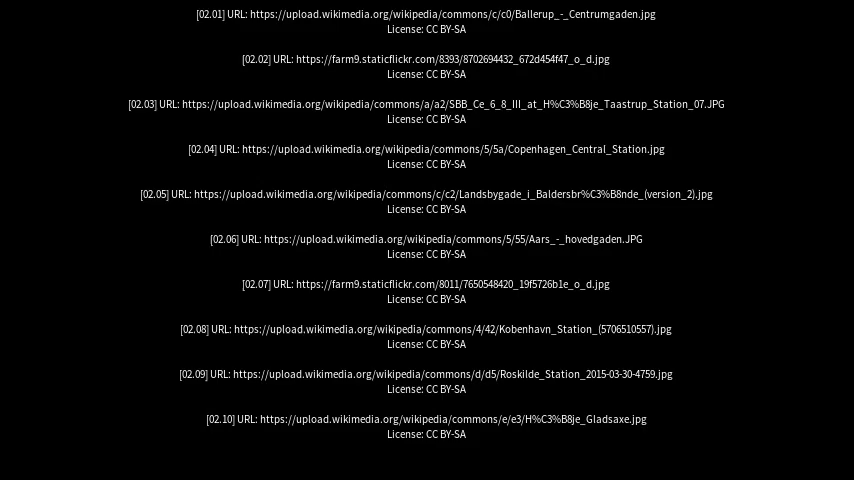 [02.01] URL: https://upload.wikimedia.org/wikipedia/commons/c/c0/Ballerup_-_Centrumgaden.jpg
License: CC BY-SA
[02.02] URL: https://farm9.staticflickr.com/8393/8702694432_672d454f47_o_d.jpg
License: CC BY-SA
[02.03] URL: https://upload.wikimedia.org/wikipedia/commons/a/a2/SBB_Ce_6_8_III_at_H%C3%B8je_Taastrup_Station_07.JPG
License: CC BY-SA
[02.04] URL: https://upload.wikimedia.org/wikipedia/commons/5/5a/Copenhagen_Central_Station.jpg
License: CC BY-SA
[02.05] URL: https://upload.wikimedia.org/wikipedia/commons/c/c2/Landsbygade_i_Baldersbr%C3%B8nde_(version_2).jpg
License: CC BY-SA
[02.06] URL: https://upload.wikimedia.org/wikipedia/commons/5/55/Aars_-_hovedgaden.JPG
License: CC BY-SA
[02.07] URL: https://farm9.staticflickr.com/8011/7650548420_19f5726b1e_o_d.jpg
License: CC BY-SA
[02.08] URL: https://upload.wikimedia.org/wikipedia/commons/4/42/Kobenhavn_Station_(5706510557).jpg
License: CC BY-SA
[02.09] URL: https://upload.wikimedia.org/wikipedia/commons/d/d5/Roskilde_Station_2015-03-30-4759.jpg
License: CC BY-SA
[02.10] URL: https://upload.wikimedia.org/wikipedia/commons/e/e3/H%C3%B8je_Gladsaxe.jpg
License: CC BY-SA